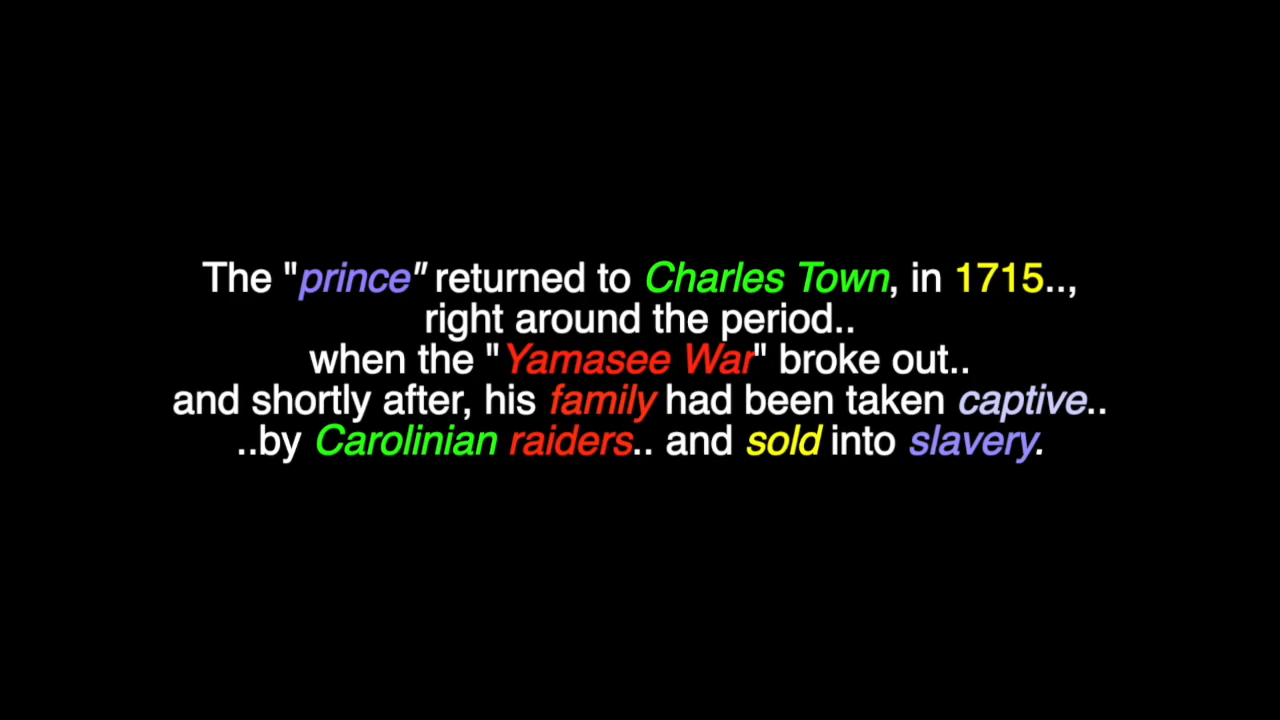 The "prince" returned to Charles Town, in 1715..,
right around the period..
when the "Yamasee War" broke out..
and shortly after, his family had been taken captive..
..by Carolinian raiders.. and sold into slavery.